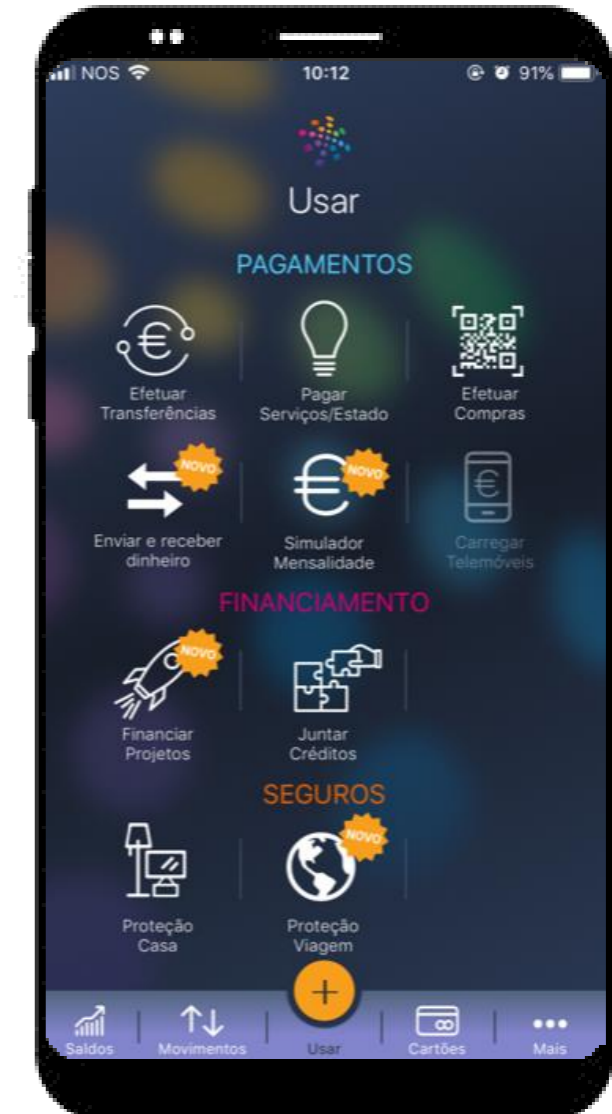 NOS 10:12 91%
Usar
PAGAMENTOS
Efetuar
Transferências
Pagar
Serviços/Estado
Efetuar
Compras
NOVO
Enviar e receber
dinheiro
NOVO
Simulador
Mensalidade
Carregar
Telemóveis
FINANCIAMENTO
NOVO
Financiar
Projetos
Juntar
Créditos
SEGUROS
Proteção
Casa
NOVO
Proteção
Viagem
Saldos
Movimentos
Usar
Cartões
Mais